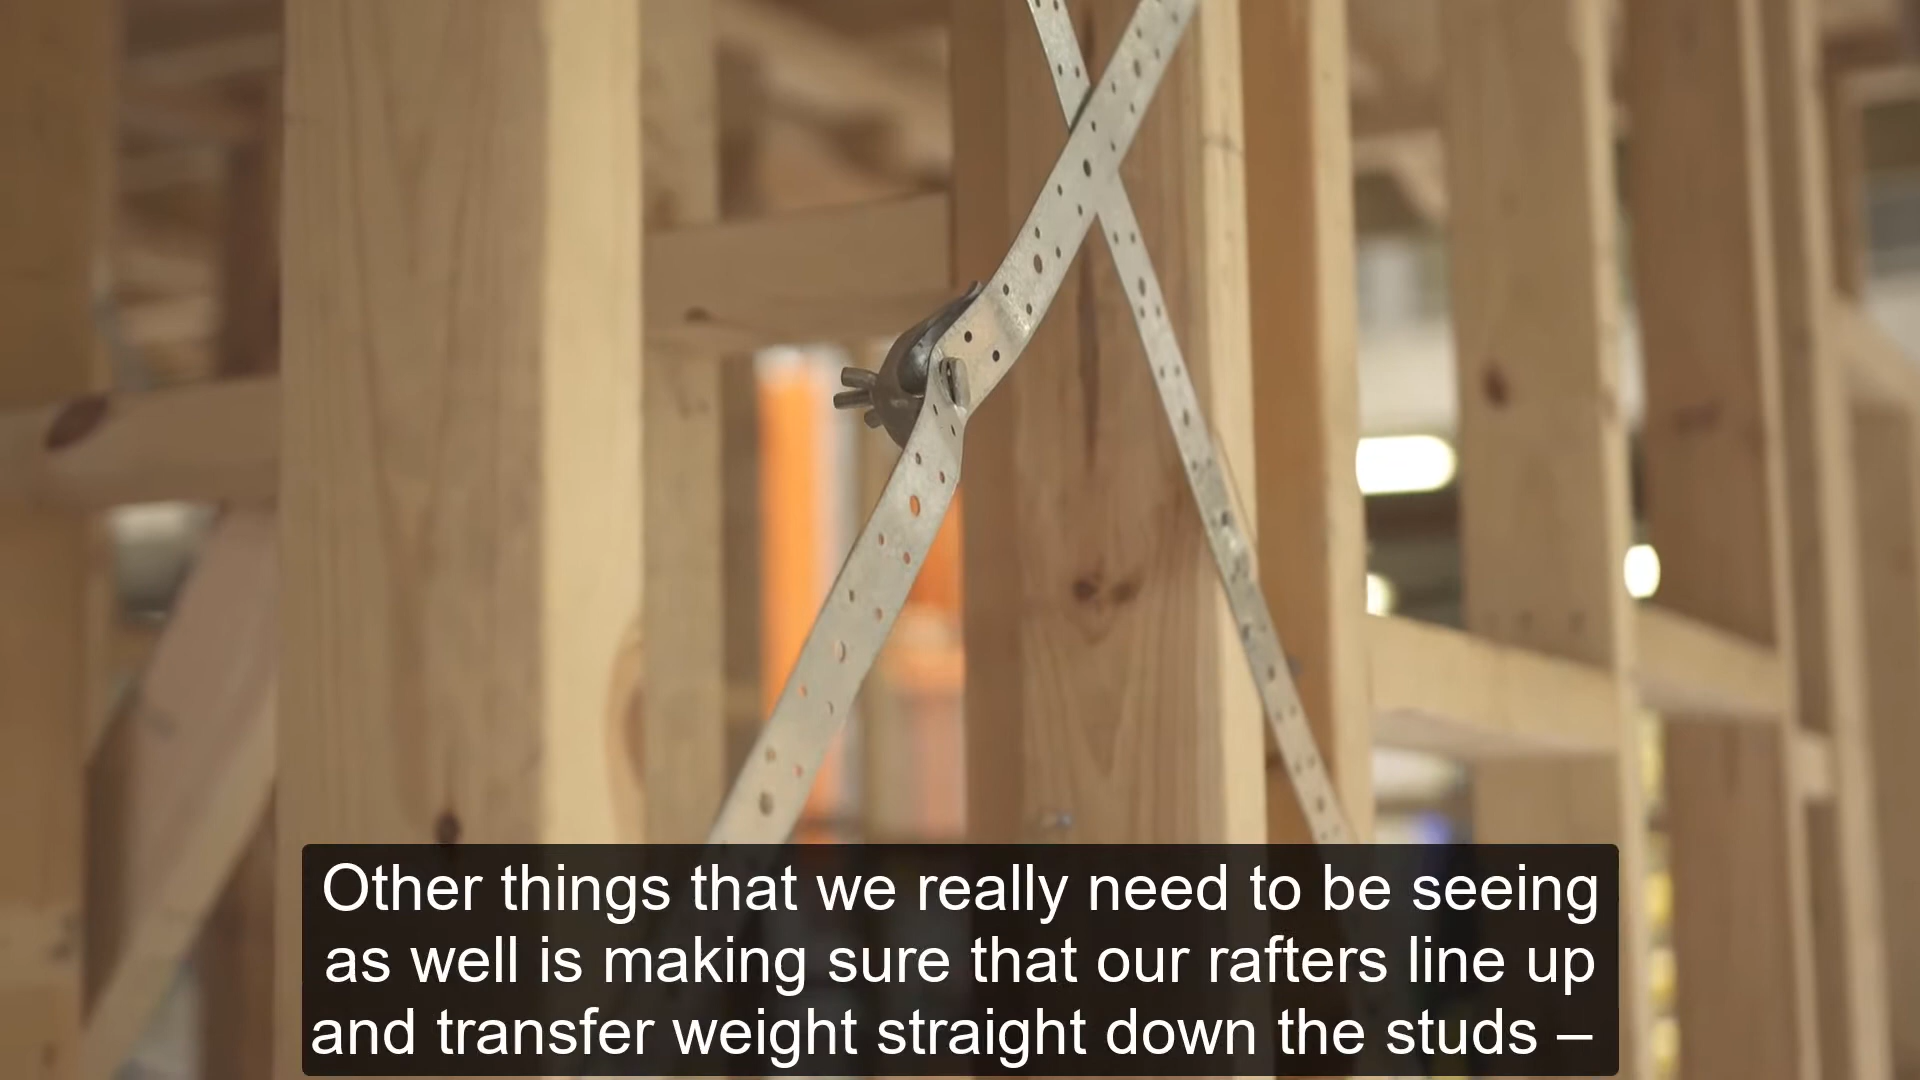 Other things that we really need to be seeing
as well is making sure that our rafters line up
and transfer weight straight down the studs –